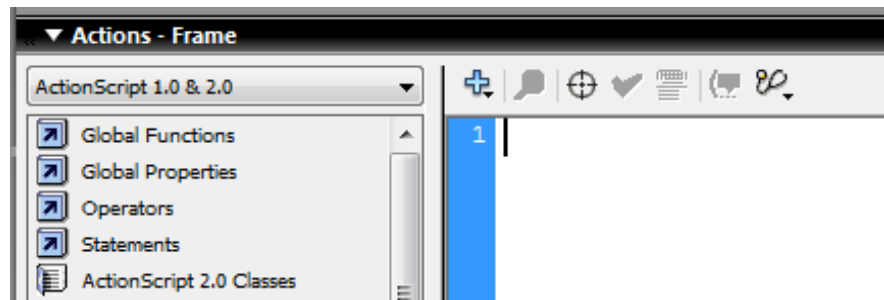 Actions - Frame
ActionScript 1.0 & 2.0
Global Functions
Global Properties
Operators
Statements
ActionScript 2.0 Classes
1